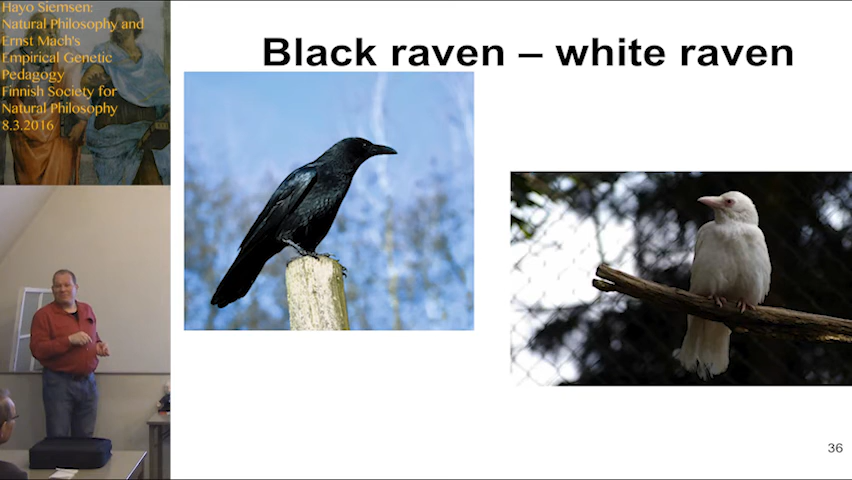 Hayo Siemsen:
Natural Philosophy and
Ernst Mach's
Empirical Genetic
Pedagogy
Finnish Society for
Natural Philosophy
8.3.2016
Black raven – white raven
36